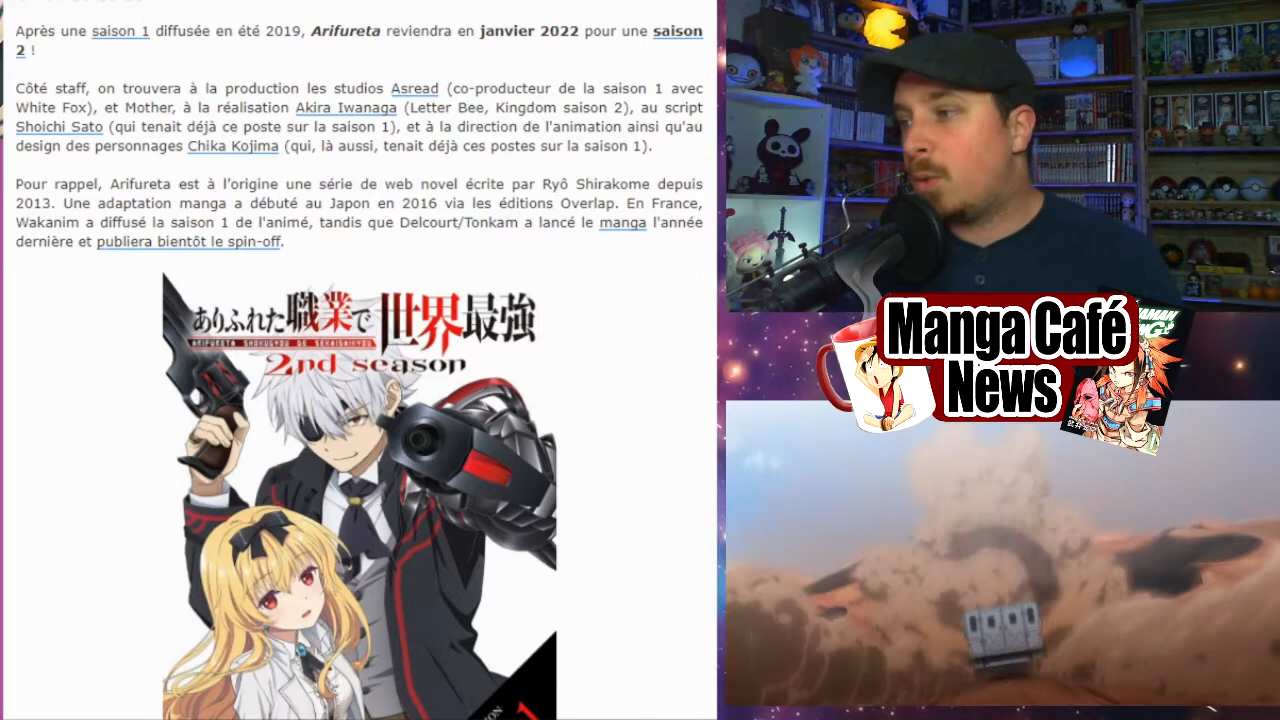 Après une saison 1 diffusée en été 2019, Arifureta reviendra en janvier 2022 pour une saison
2 !
Côté staff, on trouvera à la production les studios Asread (co-producteur de la saison 1 avec
White Fox), et Mother, à la réalisation Akira Iwanaga (Letter Bee, Kingdom saison 2), au script
Shoichi Sato (qui tenait déjà ce poste sur la saison 1), et à la direction de l'animation ainsi qu'au
design des personnages Chika Kojima (qui, là aussi, tenait déjà ces postes sur la saison 1).
Pour rappel, Arifureta est à l'origine une série de web novel écrite par Ryô Shirakome depuis
2013. Une adaptation manga a débuté au Japon en 2016 via les éditions Overlap. En France,
Wakanim a diffusé la saison 1 de l'animé, tandis que Delcourt/Tonkam a lancé le manga l'année
dernière et publiera bientôt le spin-off.
ありふれた職業で世界最強
ARIFURETA SHOKUGYOU DE SEKAISAIKYOU
2nd season
1
Manga Café
News